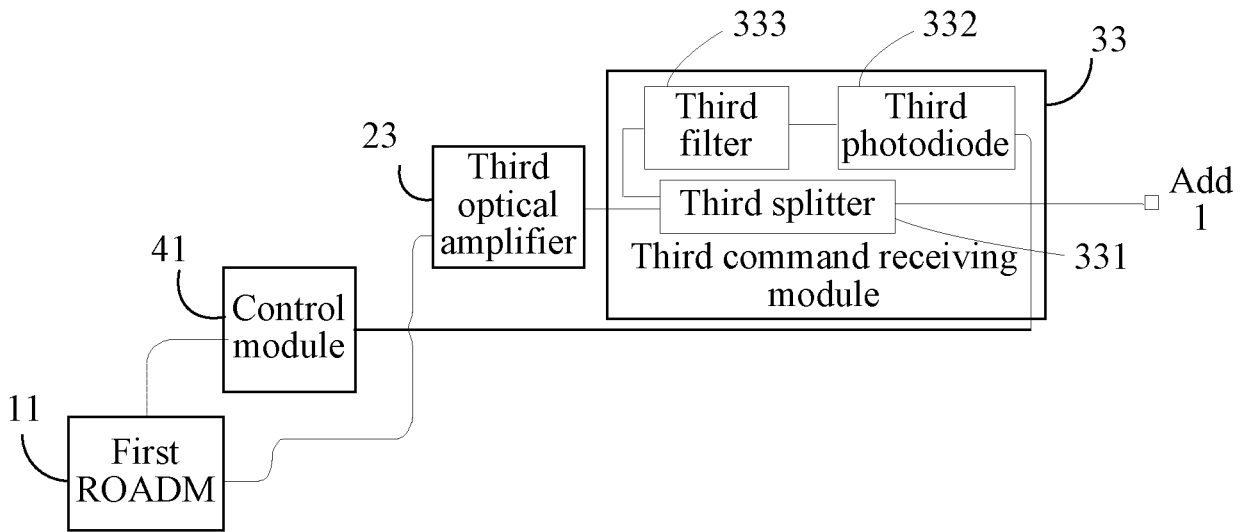 333
332
33
Third
filter
Third
photodiode
23
Third
optical
amplifier
Third splitter
Add
1
331
Third command receiving
module
41
Control
module
11
First
ROADM